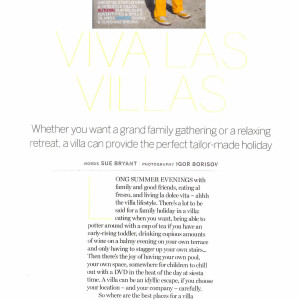 VIVA LAS
VILLAS
Whether you want a grand family gathering or a relaxing
retreat, a villa can provide the perfect tailor-made holiday
WORDS SUE BRYANT PHOTOGRAPHY IGOR BORISOV
LONG SUMMER EVENINGS with
family and good friends, eating al
fresco, and living la dolce vita – ahhh
the villa lifestyle. There's a lot to be
said for a family holiday in a villa:
eating when you want, being able to
potter around with a cup of tea if you have an
early-rising toddler, drinking copious amounts
of wine on a balmy evening on your own terrace
and only having to stagger up your own stairs...
Then there's the joy of having your own pool,
your own space, somewhere for children to chill
out with a DVD in the heat of the day at siesta
time. A villa can be an idyllic escape, if you choose
your location – and your company – carefully.
So where are the best places for a villa